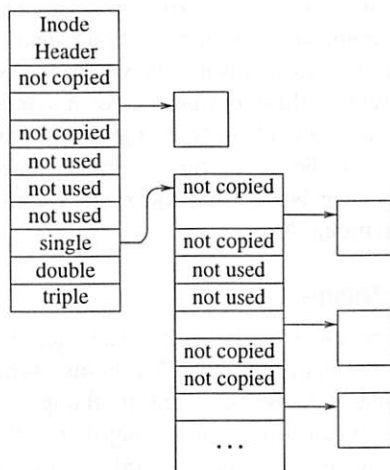 Inode
Header
not copied
not copied
not used
not used
not used
single
double
triple
not copied
not copied
not used
not used
not copied
not copied
...